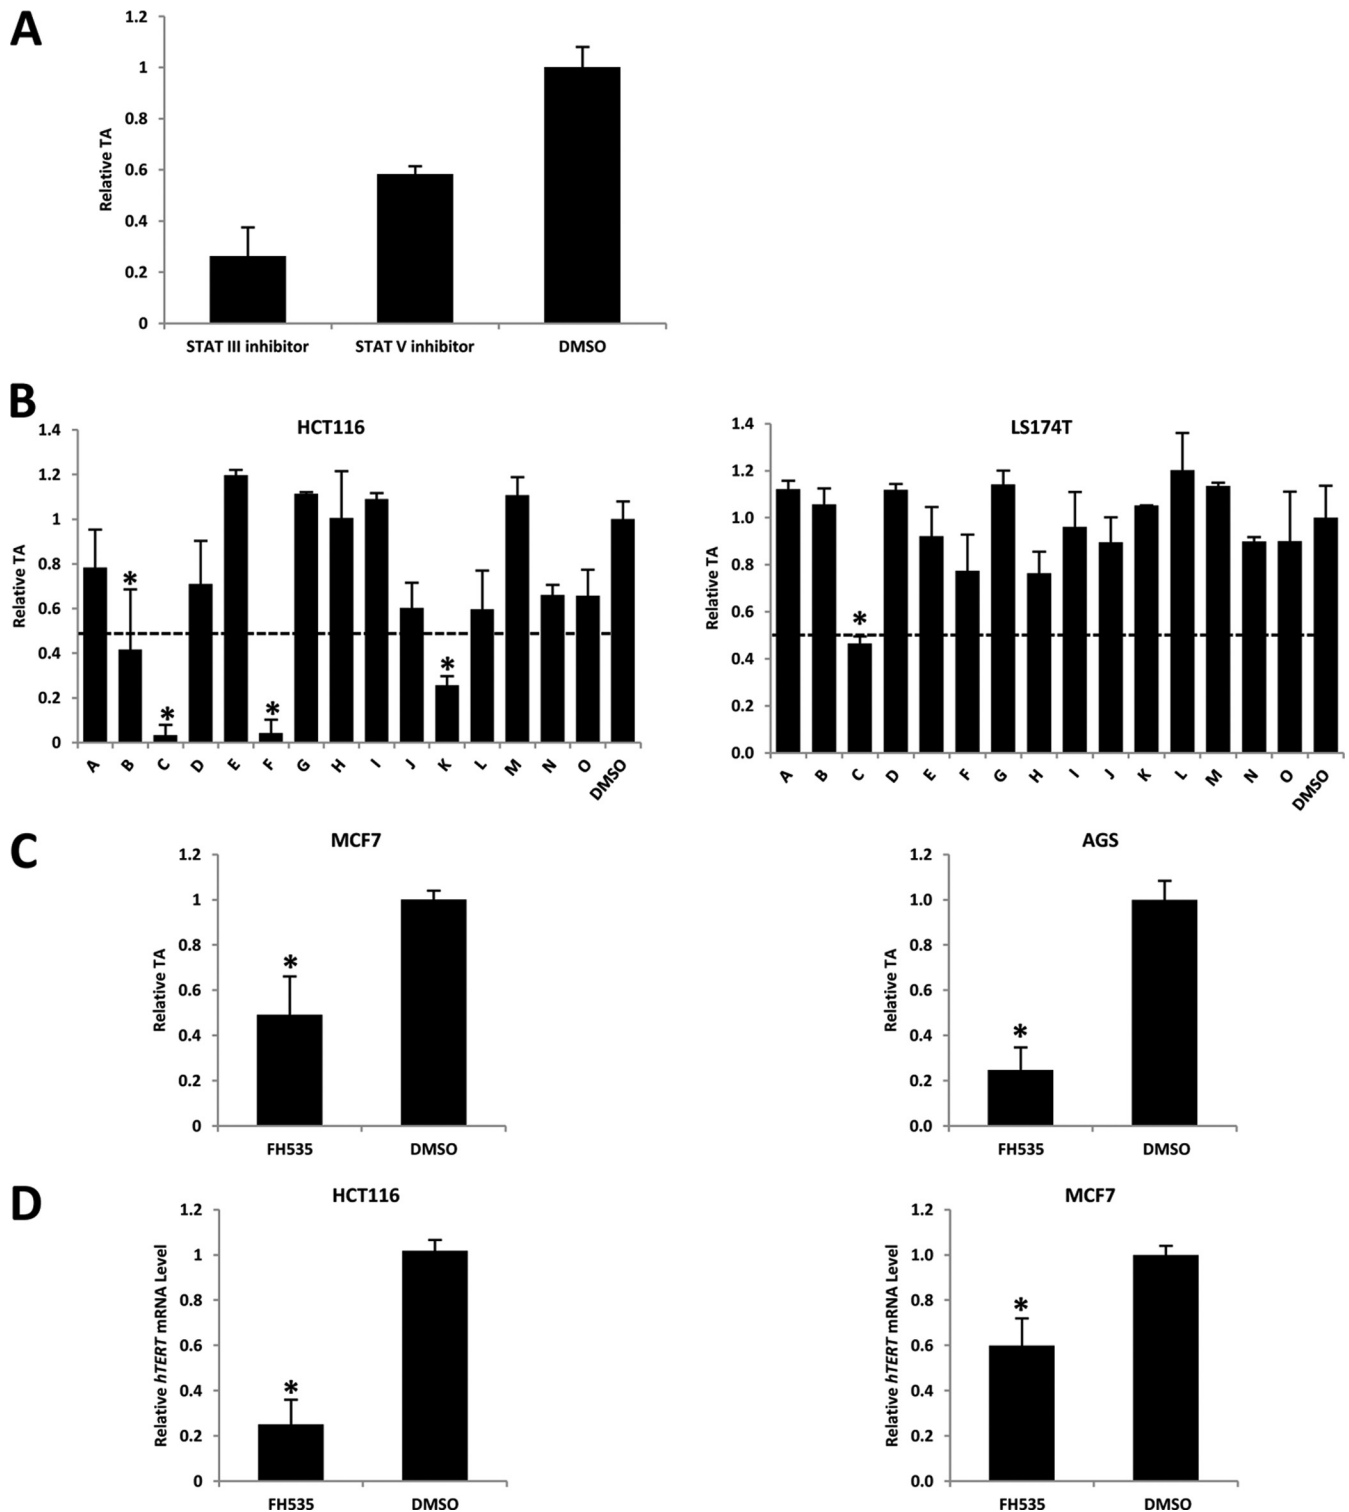 A
Relative TA
1.2
1
0.8
0.6
0.4
0.2
0
STAT III inhibitor STAT V inhibitor DMSO
B
HCT116
Relative TA
1.4
1.2
1
0.8
0.6
0.4
0.2
0
* * * *
A B C D E F G H I J K L M N O DMSO
LS174T
Relative TA
1.4
1.2
1.0
0.8
0.6
0.4
0.2
0.0
*
A B C D E F G H I J K L M N O DMSO
C
MCF7
Relative TA
1.2
1
0.8
0.6
0.4
0.2
0
*
FH535 DMSO
AGS
Relative TA
1.2
1.0
0.8
0.6
0.4
0.2
0.0
*
FH535 DMSO
D
HCT116
Relative hTERT mRNA Level
1.2
1
0.8
0.6
0.4
0.2
0
*
FH535 DMSO
MCF7
Relative hTERT mRNA Level
1.2
1.0
0.8
0.6
0.4
0.2
0.0
*
FH535 DMSO